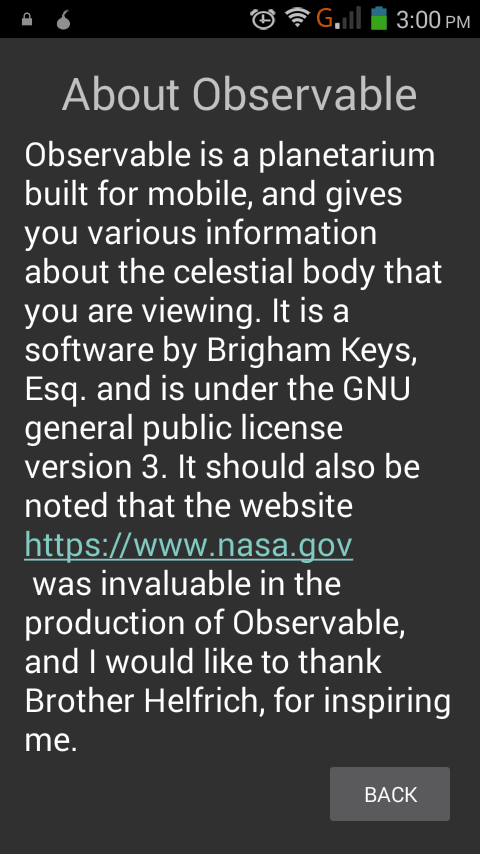 G
3:00 PM
About Observable
Observable is a planetarium
built for mobile, and gives
you various information
about the celestial body that
you are viewing. It is a
software by Brigham Keys,
Esq. and is under the GNU
general public license
version 3. It should also be
noted that the website
https://www.nasa.gov
was invaluable in the
production of Observable,
and I would like to thank
Brother Helfrich, for inspiring
me.
BACK